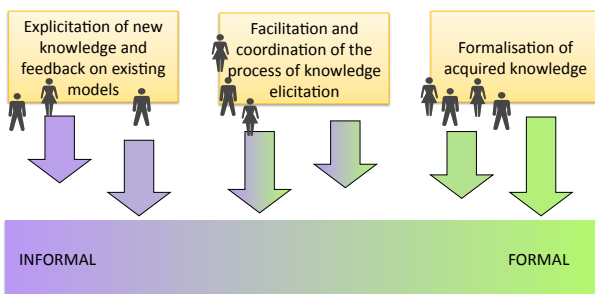 Explicitation of new
knowledge and
feedback on existing
models
Facilitation and
coordination of the
process of knowledge
elicitation
Formalisation of
acquired knowledge
INFORMAL
FORMAL